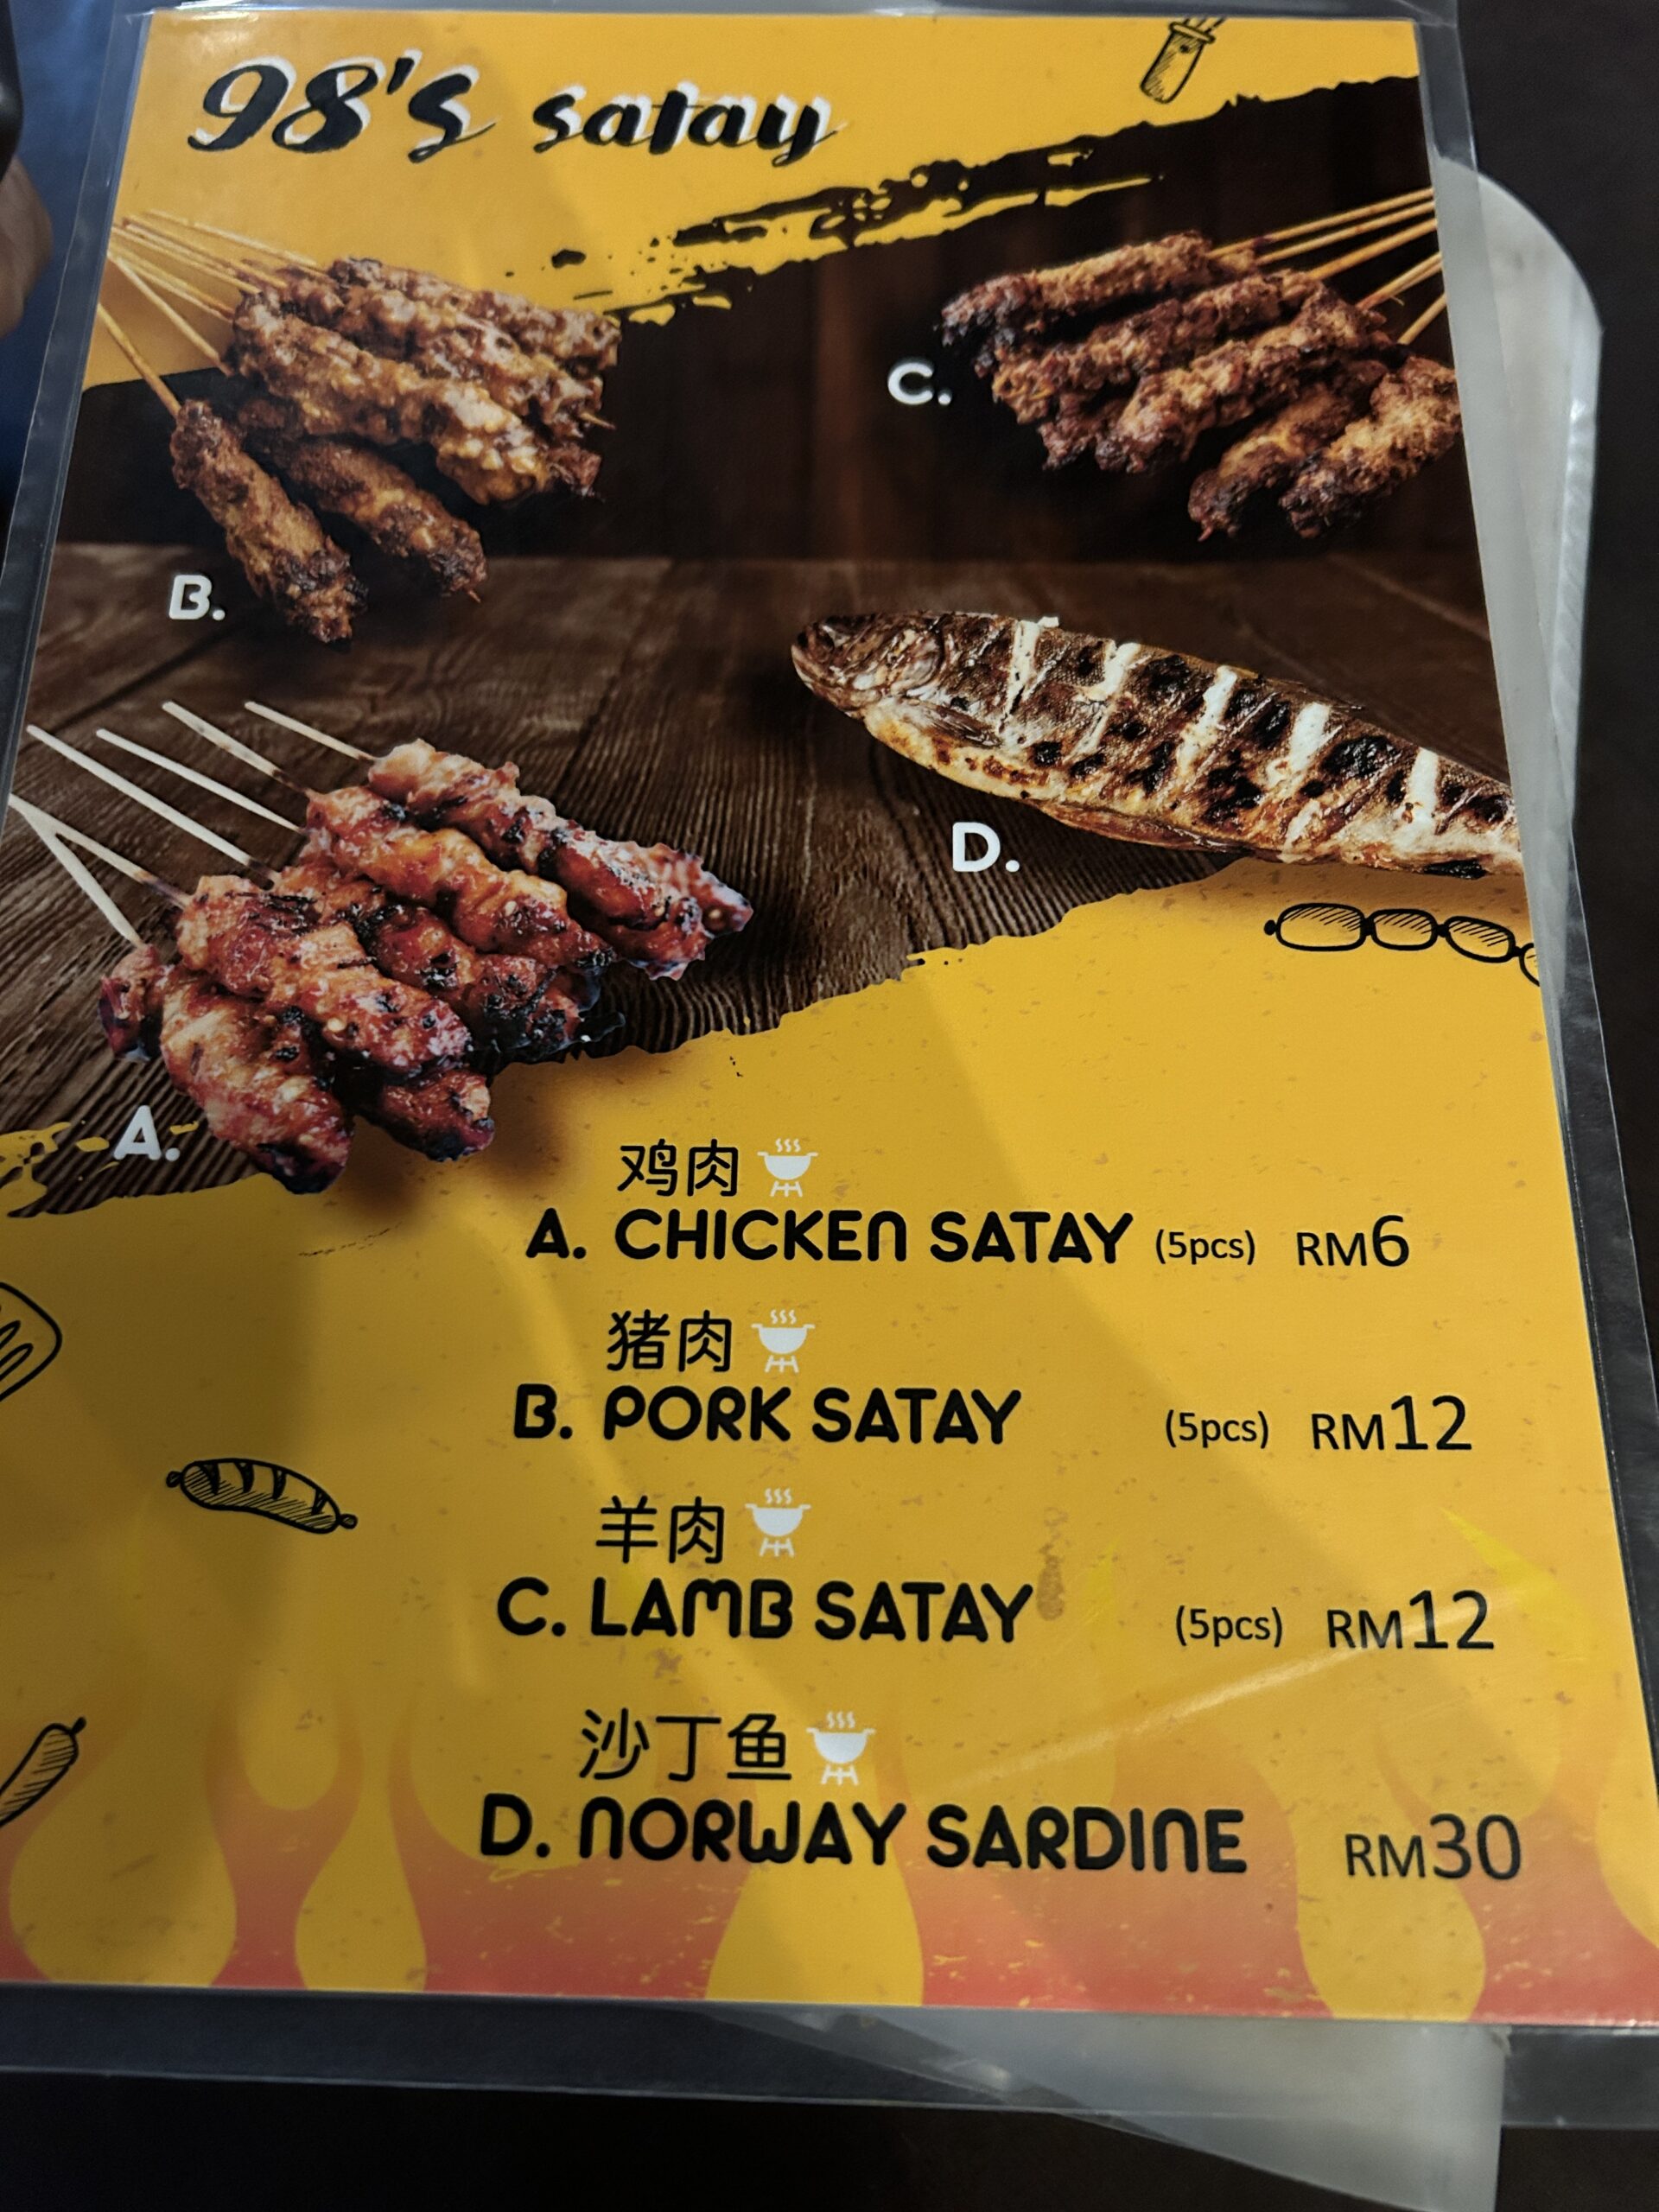 98's satay
C.
B.
D.
A.
鸡肉
A. CHICKEN SATAY (5pcs) RM6
猪肉
B. PORK SATAY (5pcs) RM12
羊肉
C. LAMB SATAY (5pcs) RM12
沙丁鱼
D. NORWAY SARDINE RM30